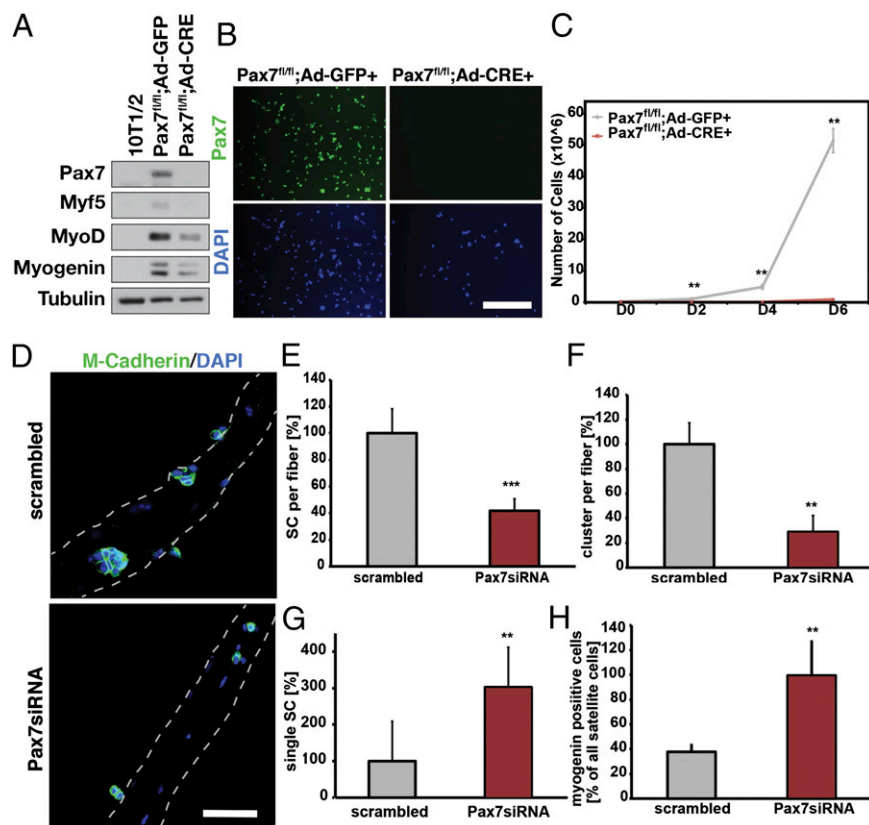 A
10T1/2
Pax7fl/fl;Ad-GFP
Pax7fl/fl;Ad-CRE
Pax7
Myf5
MyoD
Myogenin
Tubulin
B
Pax7fl/fl;Ad-GFP+ Pax7fl/fl;Ad-CRE+
Pax7
DAPI
C
Number of Cells (x10^6)
60
50
40
30
20
10
0
Pax7fl/fl;Ad-GFP+
Pax7fl/fl;Ad-CRE+
**
**
**
D0 D2 D4 D6
D
M-Cadherin/DAPI
scrambled
Pax7siRNA
E
SC per fiber [%]
140
120
100
80
60
40
20
0
***
scrambled Pax7siRNA
F
cluster per fiber [%]
140
120
100
80
60
40
20
0
**
scrambled Pax7siRNA
G
single SC [%]
400
300
200
100
0
**
scrambled Pax7siRNA
H
myogenin posiitive cells
[% of all satellite cells]
140
120
100
80
60
40
20
0
**
scrambled Pax7siRNA